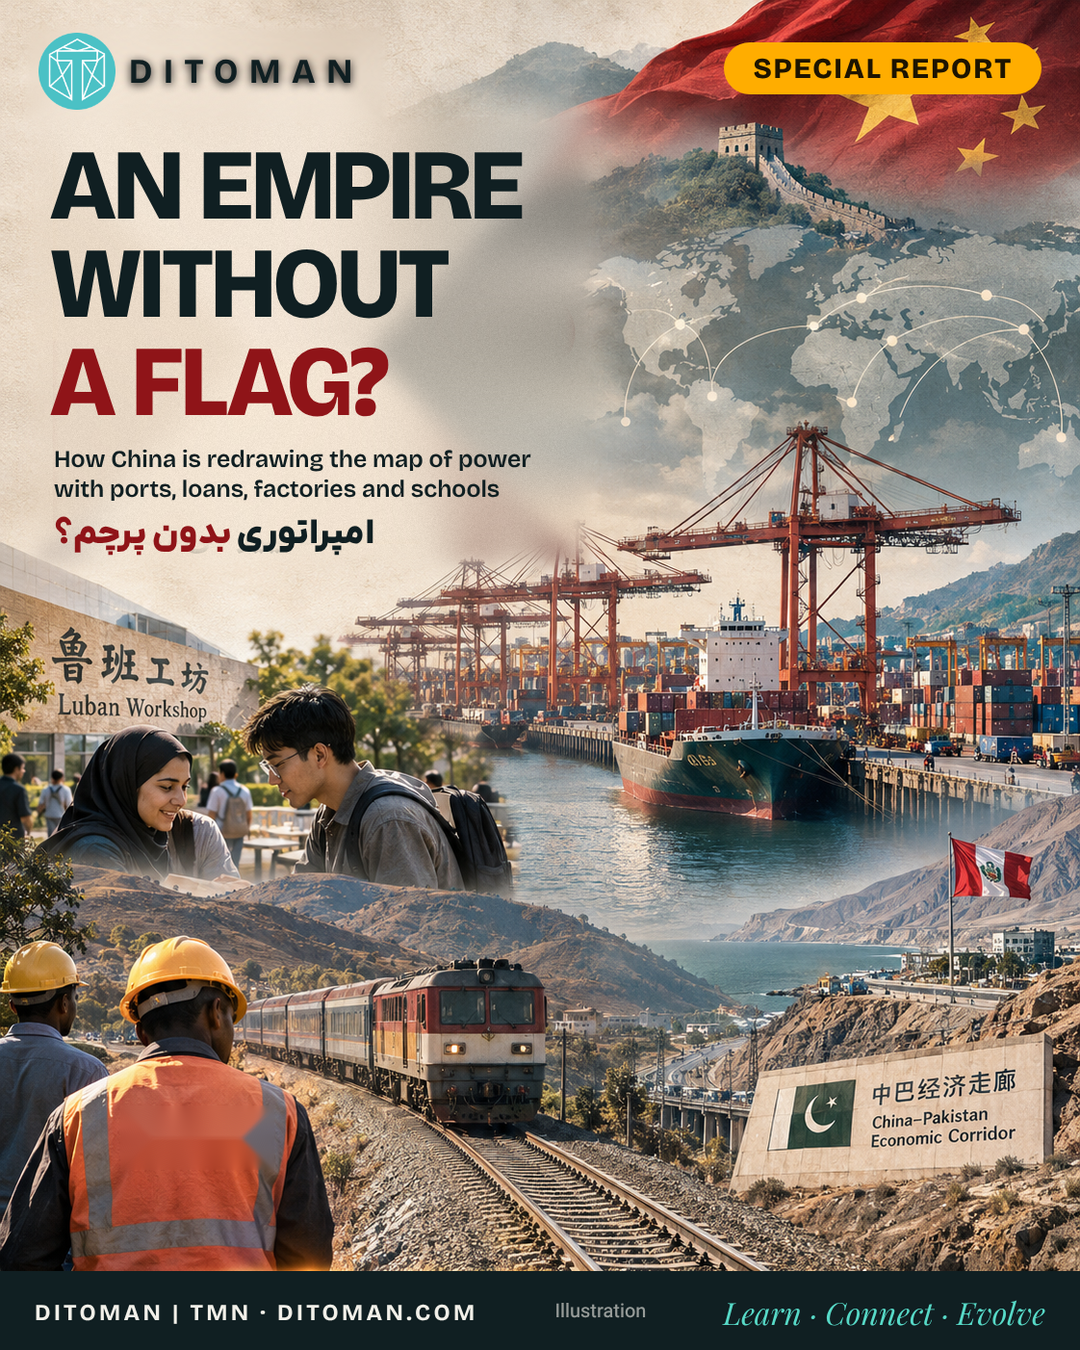 DITOMAN
SPECIAL REPORT
AN EMPIRE
WITHOUT
A FLAG?
How China is redrawing the map of power
with ports, loans, factories and schools
امپراتوری بدون پرچم؟
鲁班工坊
Luban Workshop
中巴经济走廊
China–Pakistan
Economic Corridor
DITOMAN | TMN · DITOMAN.COM
Illustration
Learn · Connect · Evolve